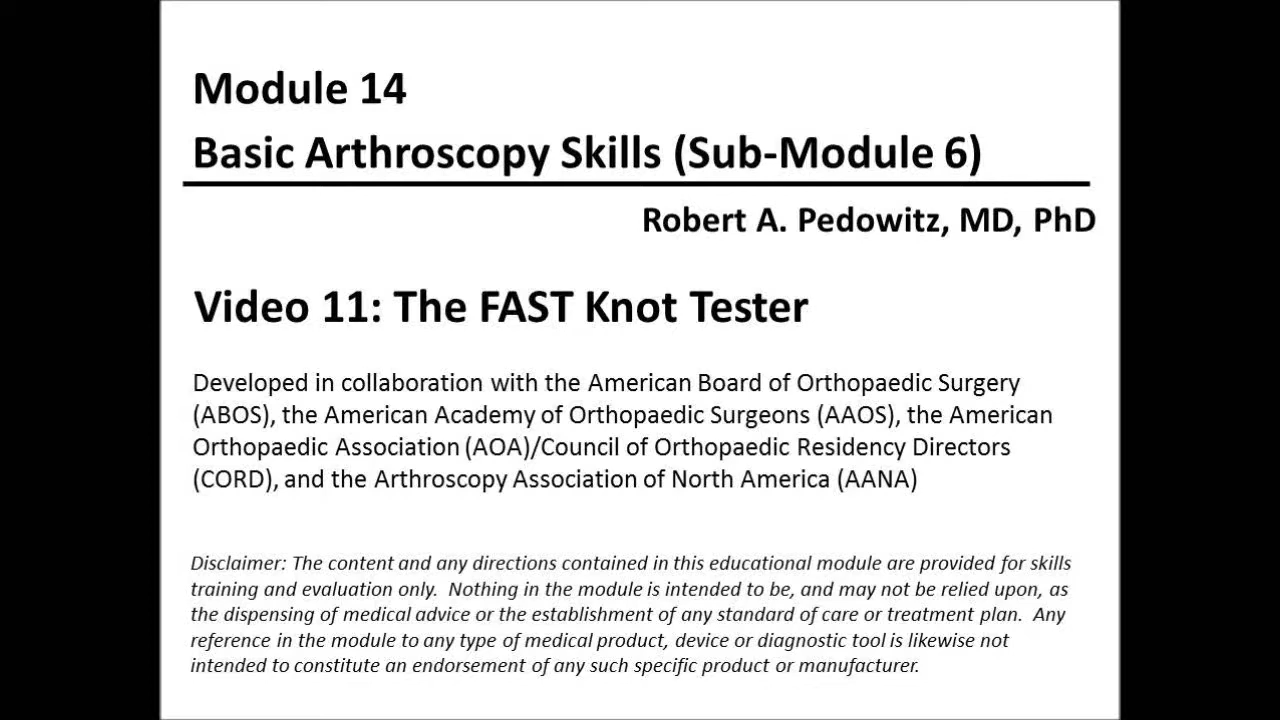 Module 14
Basic Arthroscopy Skills (Sub-Module 6)
Robert A. Pedowitz, MD, PhD
Video 11: The FAST Knot Tester
Developed in collaboration with the American Board of Orthopaedic Surgery
(ABOS), the American Academy of Orthopaedic Surgeons (AAOS), the American
Orthopaedic Association (AOA)/Council of Orthopaedic Residency Directors
(CORD), and the Arthroscopy Association of North America (AANA)
Disclaimer: The content and any directions contained in this educational module are provided for skills
training and evaluation only.  Nothing in the module is intended to be, and may not be relied upon, as
the dispensing of medical advice or the establishment of any standard of care or treatment plan.  Any
reference in the module to any type of medical product, device or diagnostic tool is likewise not
intended to constitute an endorsement of any such specific product or manufacturer.